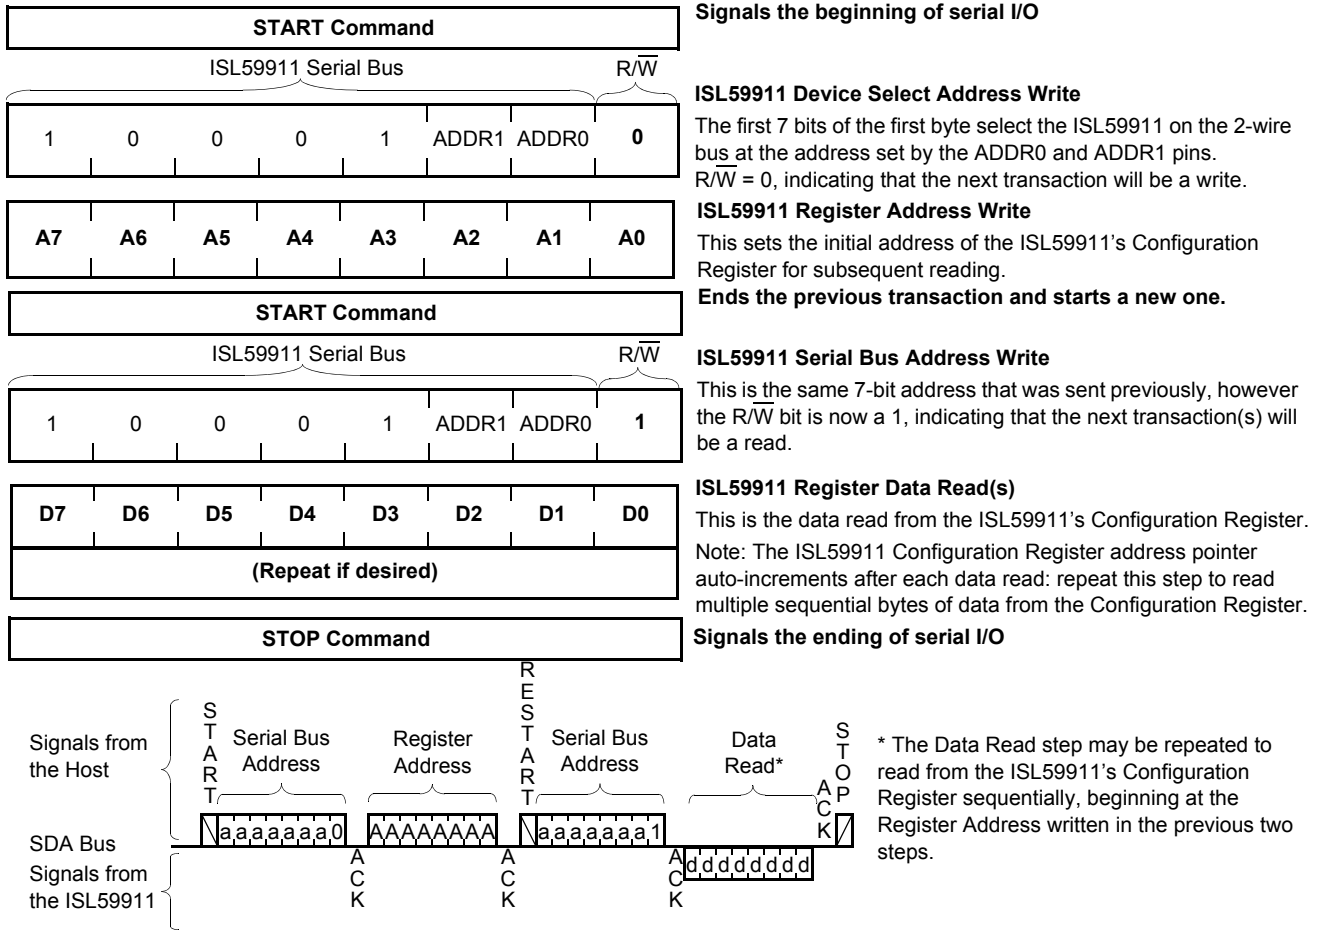 START Command
Signals the beginning of serial I/O
ISL59911 Serial Bus R/W̅
1 0 0 0 1 ADDR1 ADDR0 0
ISL59911 Device Select Address Write
The first 7 bits of the first byte select the ISL59911 on the 2-wire
bus at the address set by the ADDR0 and ADDR1 pins.
R/W̅ = 0, indicating that the next transaction will be a write.
A7 A6 A5 A4 A3 A2 A1 A0
ISL59911 Register Address Write
This sets the initial address of the ISL59911's Configuration
Register for subsequent reading.
START Command
Ends the previous transaction and starts a new one.
ISL59911 Serial Bus R/W̅
1 0 0 0 1 ADDR1 ADDR0 1
ISL59911 Serial Bus Address Write
This is the same 7-bit address that was sent previously, however
the R/W̅ bit is now a 1, indicating that the next transaction(s) will
be a read.
D7 D6 D5 D4 D3 D2 D1 D0
(Repeat if desired)
ISL59911 Register Data Read(s)
This is the data read from the ISL59911's Configuration Register.
Note: The ISL59911 Configuration Register address pointer
auto-increments after each data read: repeat this step to read
multiple sequential bytes of data from the Configuration Register.
STOP Command
Signals the ending of serial I/O
Signals from
the Host
START
Serial Bus
Address
Register
Address
RESTART
Serial Bus
Address
Data
Read*
ACK
STOP
aaaaaaa0
AAAAAAAA
aaaaaaa1
SDA Bus
Signals from
the ISL59911
ACK
ACK
ACK
dddddddd
* The Data Read step may be repeated to
read from the ISL59911's Configuration
Register sequentially, beginning at the
Register Address written in the previous two
steps.